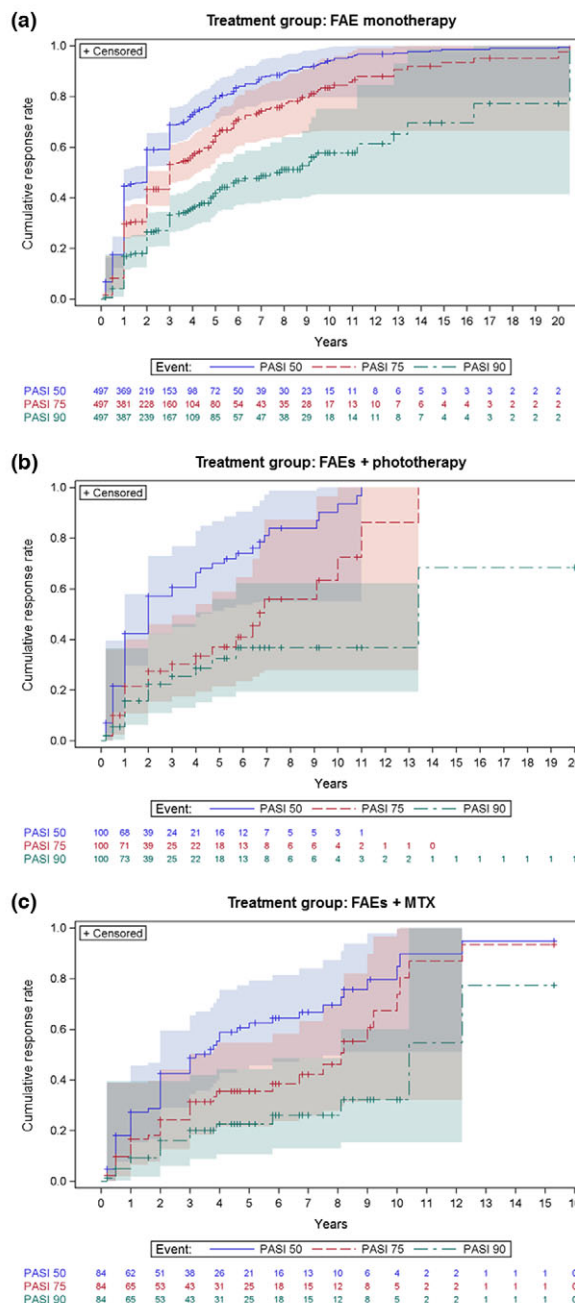 (a)
Treatment group: FAE monotherapy
+ Censored
Cumulative response rate
1.0
0.8
0.6
0.4
0.2
0.0
0 1 2 3 4 5 6 7 8 9 10 11 12 13 14 15 16 17 18 19 20
Years
Event: PASI 50 PASI 75 PASI 90
PASI 50 497 369 219 153 98 72 50 39 30 23 15 11 8 6 5 3 3 3 2 2 2
PASI 75 497 381 228 160 104 80 54 43 35 28 17 13 10 7 6 4 4 3 2 2 2
PASI 90 497 387 239 167 109 85 57 47 38 29 18 14 11 8 7 4 4 3 2 2 2
(b)
Treatment group: FAEs + phototherapy
+ Censored
Cumulative response rate
1.0
0.8
0.6
0.4
0.2
0.0
0 1 2 3 4 5 6 7 8 9 10 11 12 13 14 15 16 17 18 19 20
Years
Event: PASI 50 PASI 75 PASI 90
PASI 50 100 68 39 24 21 16 12 7 5 5 3 1
PASI 75 100 71 39 25 22 18 13 8 6 6 4 2 1 1 0
PASI 90 100 73 39 25 22 18 13 8 6 6 4 3 2 2 1 1 1 1 1 1 1
(c)
Treatment group: FAEs + MTX
+ Censored
Cumulative response rate
1.0
0.8
0.6
0.4
0.2
0.0
0 1 2 3 4 5 6 7 8 9 10 11 12 13 14 15 16
Years
Event: PASI 50 PASI 75 PASI 90
PASI 50 84 62 51 38 26 21 16 13 10 6 4 2 2 1 1 1 0
PASI 75 84 65 53 43 31 25 18 15 12 8 5 2 2 1 1 1 0
PASI 90 84 65 53 43 31 25 18 15 12 8 5 2 2 1 1 1 0